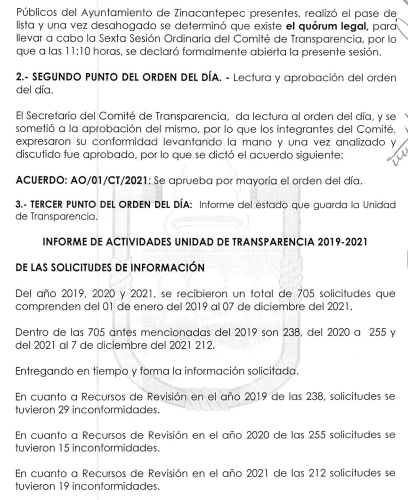 Públicos del Ayuntamiento de Zinacantepec presentes, realizó el pase de
lista y una vez desahogado se determinó que existe el quórum legal, para
llevar a cabo la Sexta Sesión Ordinaria del Comité de Transparencia, por lo
que a las 11:10 horas, se declaró formalmente abierta la presente sesión.
2.- SEGUNDO PUNTO DEL ORDEN DEL DÍA. - Lectura y aprobación del orden
del día.
El Secretario del Comité de Transparencia, da lectura al orden del día, y se
sometió a la aprobación del mismo, por lo que los integrantes del Comité,
expresaron su conformidad levantando la mano y una vez analizado y
discutido fue aprobado, por lo que se dictó el acuerdo siguiente:
ACUERDO: AO/01/CT/2021: Se aprueba por mayoría el orden del día.
3.- TERCER PUNTO DEL ORDEN DEL DÍA: Informe del estado que guarda la Unidad
de Transparencia.
INFORME DE ACTIVIDADES UNIDAD DE TRANSPARENCIA 2019-2021
DE LAS SOLICITUDES DE INFORMACIÓN
Del año 2019, 2020 y 2021, se recibieron un total de 705 solicitudes que
comprenden del 01 de enero del 2019 al 07 de diciembre del 2021.
Dentro de las 705 antes mencionadas del 2019 son 238, del 2020 a 255 y
del 2021 al 7 de diciembre del 2021 212.
Entregando en tiempo y forma la información solicitada.
En cuanto a Recursos de Revisión en el año 2019 de las 238, solicitudes se
tuvieron 29 inconformidades.
En cuanto a Recursos de Revisión en el año 2020 de las 255 solicitudes se
tuvieron 15 inconformidades.
En cuanto a Recursos de Revisión en el año 2021 de las 212 solicitudes se
tuvieron 19 inconformidades.